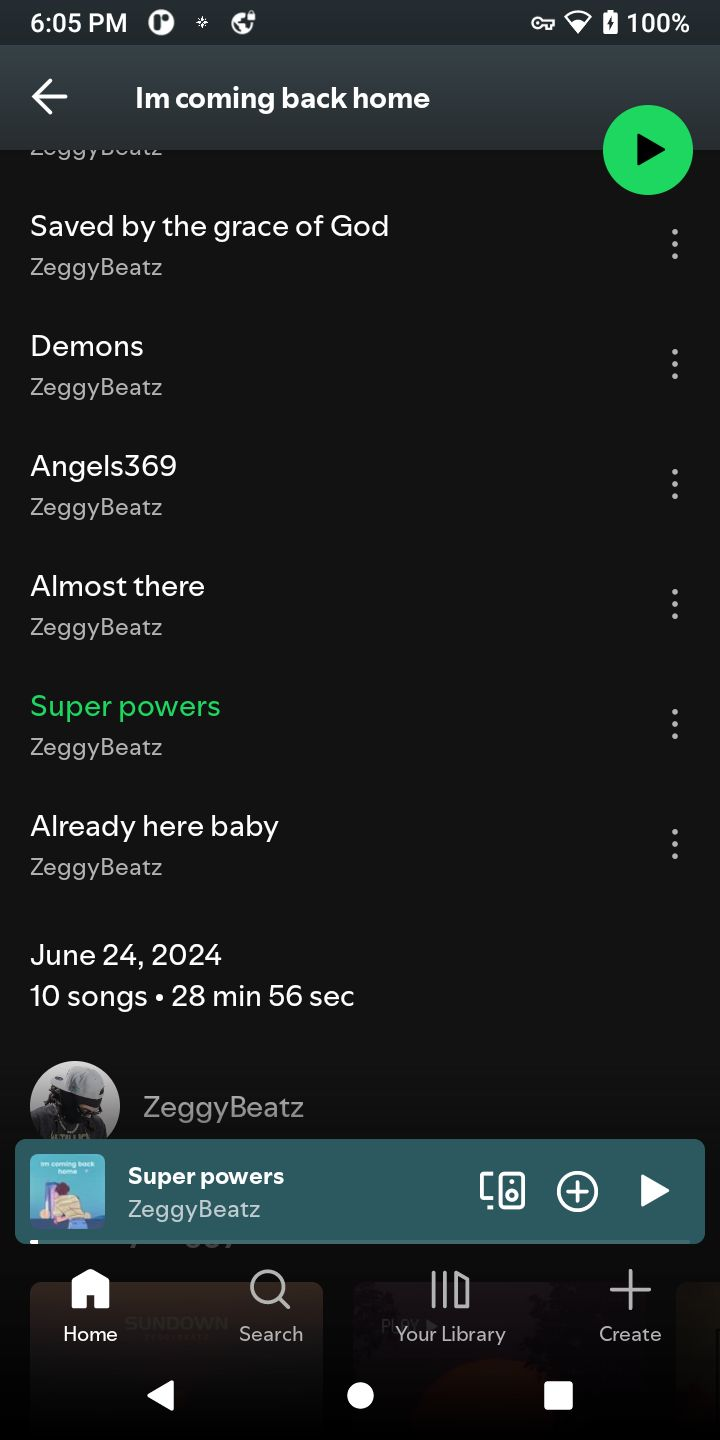 6:05 PM
100%
Im coming back home
ZeggyBeatz
Saved by the grace of God
ZeggyBeatz
Demons
ZeggyBeatz
Angels369
ZeggyBeatz
Almost there
ZeggyBeatz
Super powers
ZeggyBeatz
Already here baby
ZeggyBeatz
June 24, 2024
10 songs • 28 min 56 sec
ZeggyBeatz
Im coming back
home
Super powers
ZeggyBeatz
SUNDOWN
PLAY
Home
Search
Your Library
Create